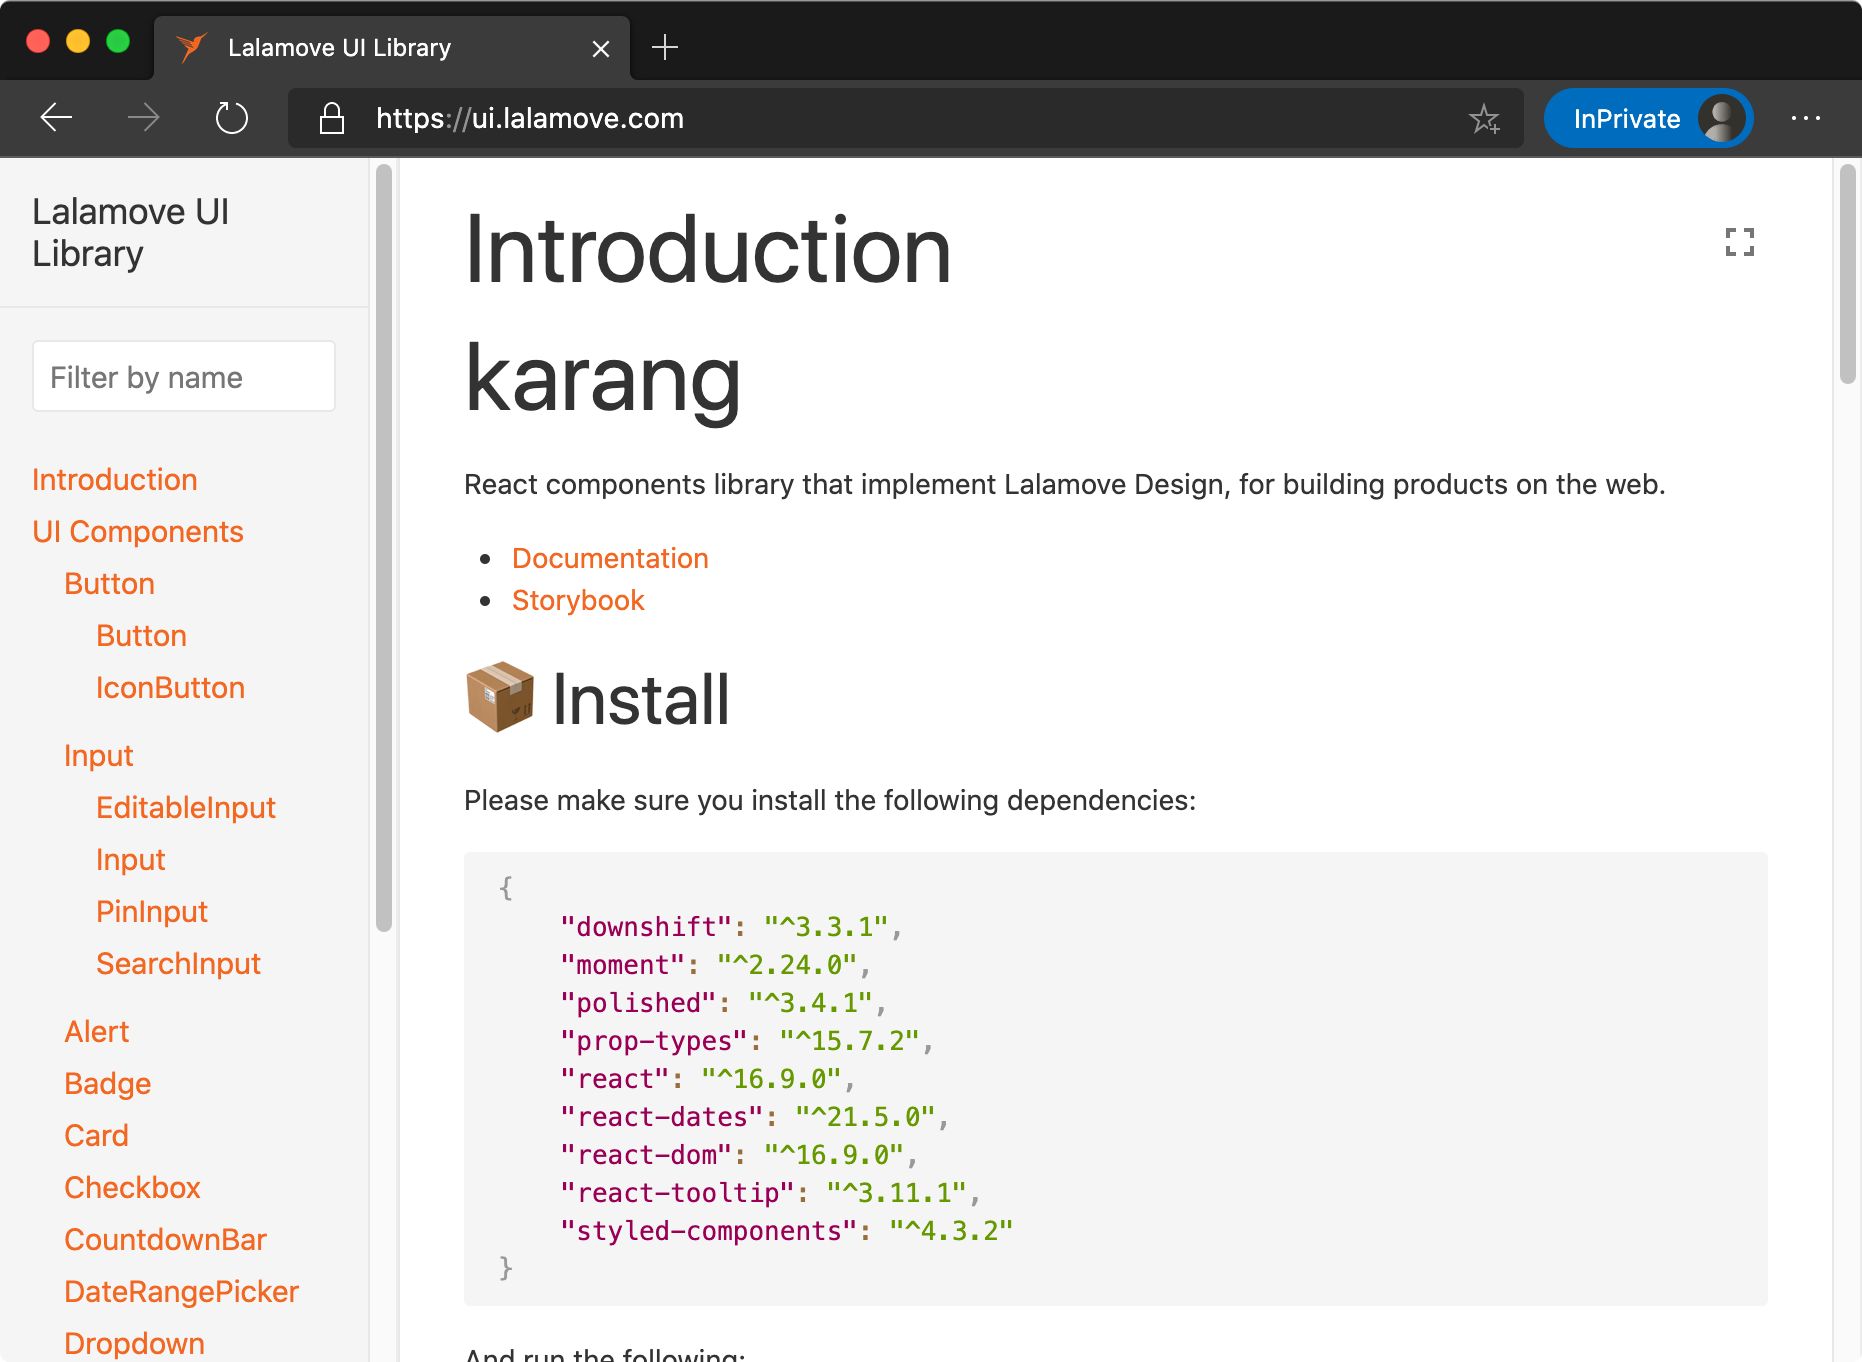 Lalamove UI Library
https://ui.lalamove.com
InPrivate
Lalamove UI
Library
Filter by name
Introduction
UI Components
Button
Button
IconButton
Input
EditableInput
Input
PinInput
SearchInput
Alert
Badge
Card
Checkbox
CountdownBar
DateRangePicker
Dropdown
Introduction
karang
React components library that implement Lalamove Design, for building products on the web.
Documentation
Storybook
📦 Install
Please make sure you install the following dependencies:
{
"downshift": "^3.3.1",
"moment": "^2.24.0",
"polished": "^3.4.1",
"prop-types": "^15.7.2",
"react": "^16.9.0",
"react-dates": "^21.5.0",
"react-dom": "^16.9.0",
"react-tooltip": "^3.11.1",
"styled-components": "^4.3.2"
}
And run the following: